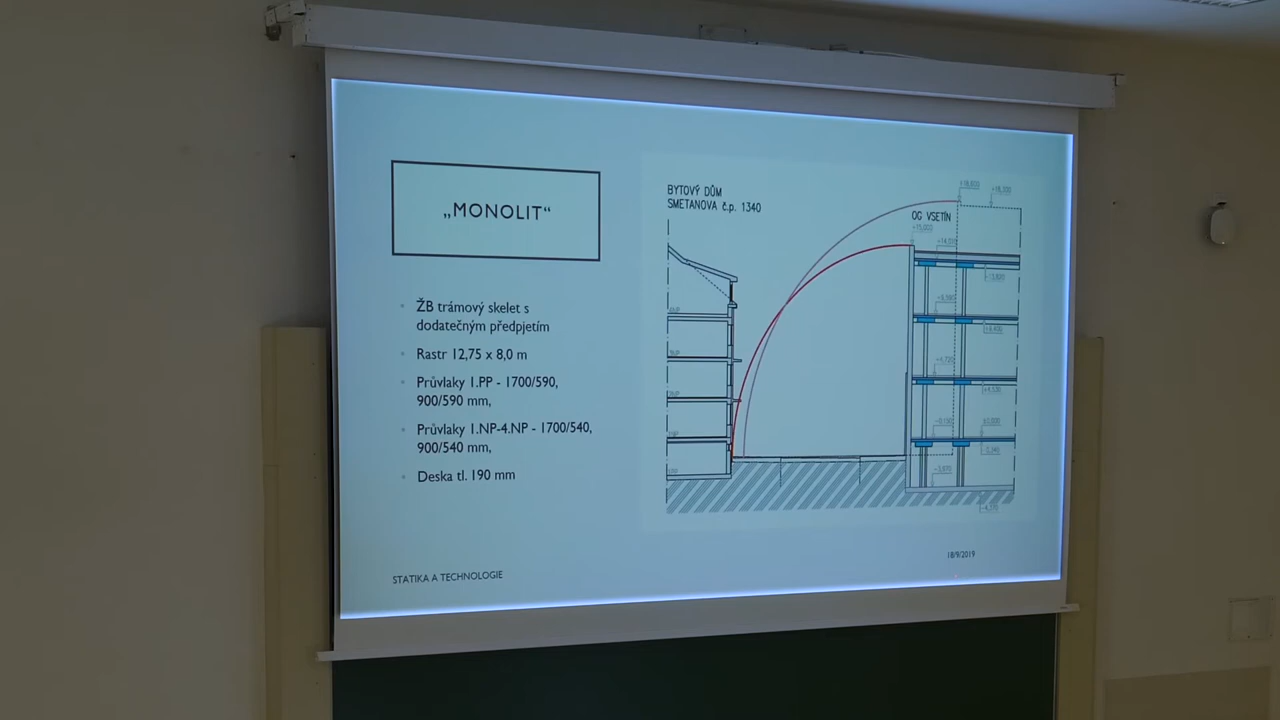 „MONOLIT“
ŽB trámový skelet s
dodatečným předpjetím
Rastr 12,75 x 8,0 m
Průvlaky 1.PP - 1700/590,
900/590 mm,
Průvlaky 1.NP-4.NP - 1700/540,
900/540 mm,
Deska tl. 190 mm
STATIKA A TECHNOLOGIE
BYTOVÝ DŮM
SMETANOVA č.p. 1340
OG VSETÍN
18/9/2019